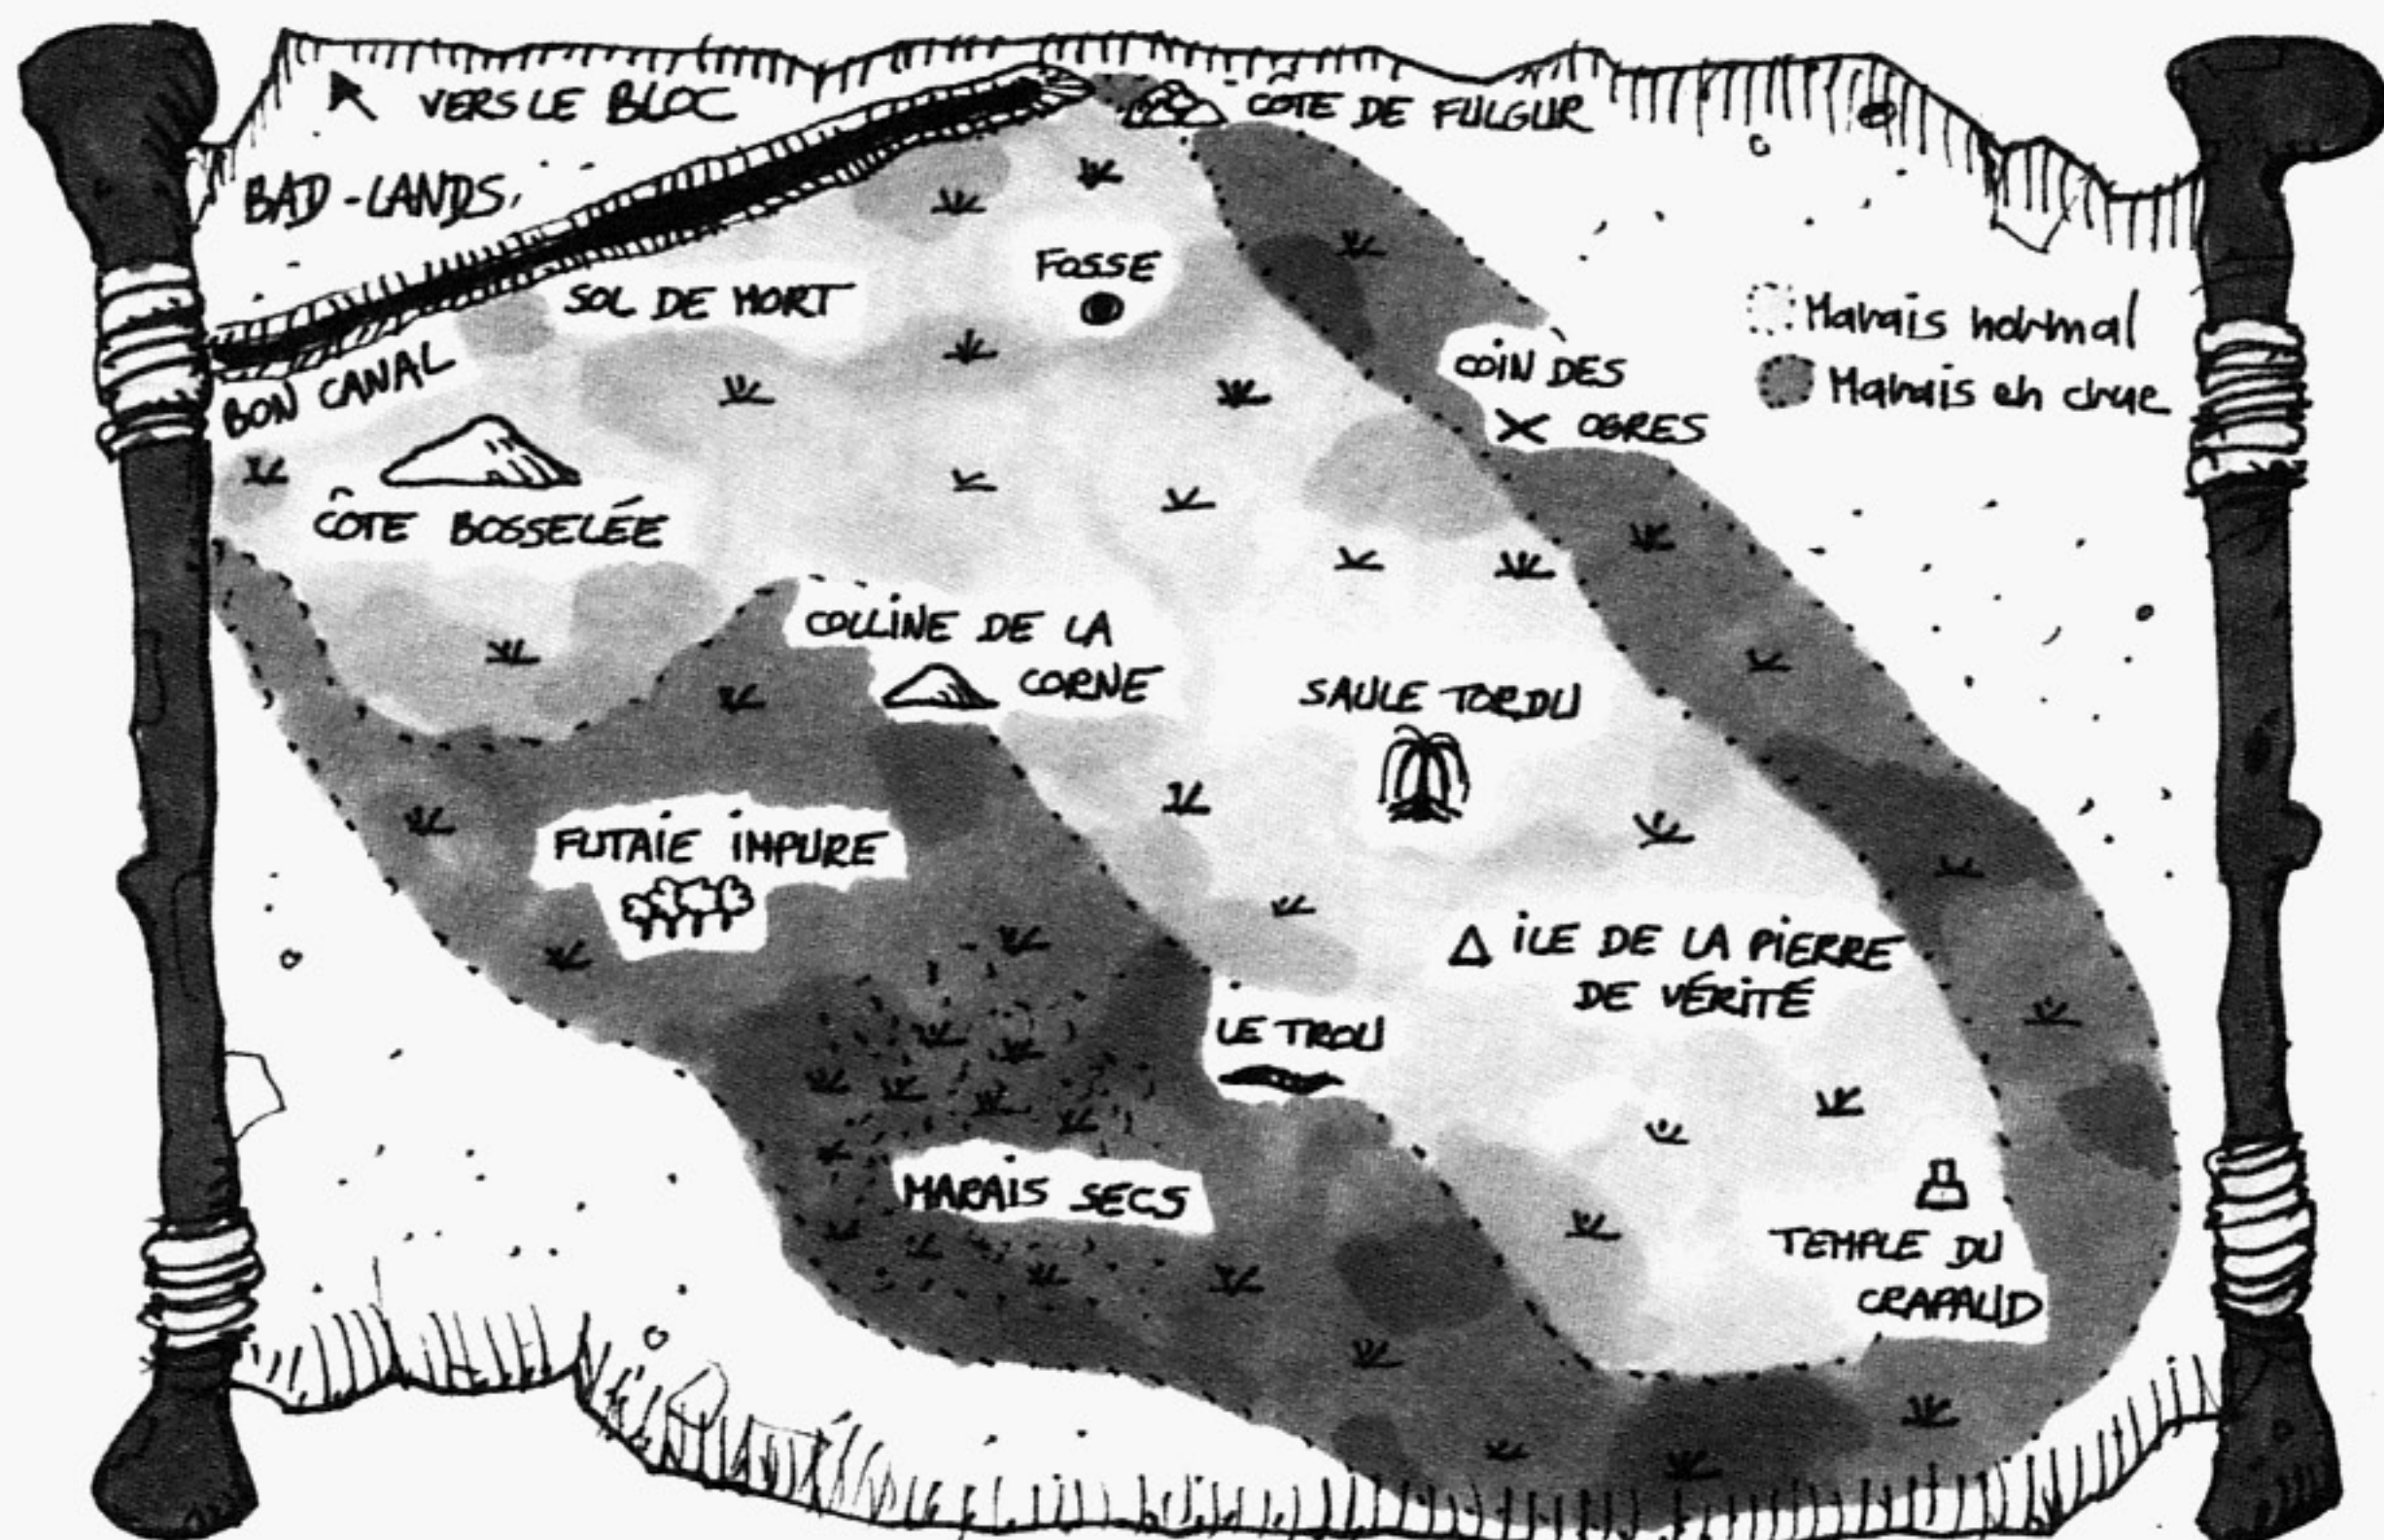 VERS LE BLOC
CÔTE DE FULGUR
BAD-LANDS
FOSSE
SOL DE MORT
Marais normal
BON CANAL
COIN DES
OGRES
Marais en crue
CÔTE BOSSELÉE
COLLINE DE LA
CORNE
SAULE TORDU
FUTAIE IMPURE
ILE DE LA PIERRE
DE VÉRITÉ
LE TROU
MARAIS SECS
TEMPLE DU
CRAPAUD